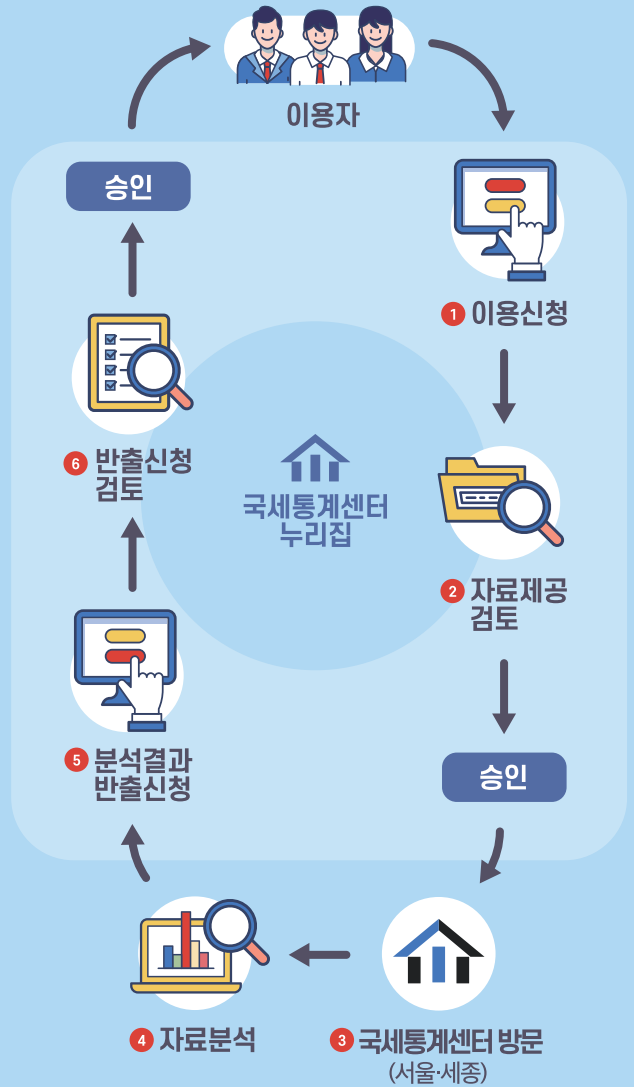 이용자
승인
1 이용신청
6 반출신청
검토
국세통계센터
누리집
2 자료제공
검토
5 분석결과
반출신청
승인
4 자료분석
3 국세통계센터 방문
(서울·세종)